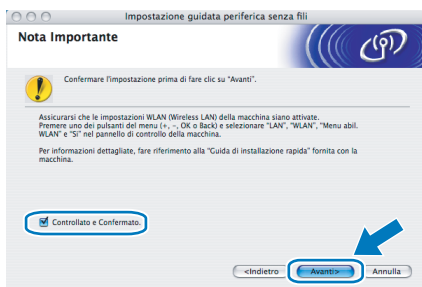 Impostazione guidata periferica senza fili
Nota Importante
Confermare l'impostazione prima di fare clic su "Avanti".
Assicurarsi che le impostazioni WLAN (Wireless LAN) della macchina siano attivate.
Premere uno dei pulsanti del menu (+, -, OK o Back) e selezionare "LAN", "WLAN", "Menu abil.
WLAN" e "Sì" nel pannello di controllo della macchina.
Per informazioni dettagliate, fare riferimento alla "Guida di installazione rapida" fornita con la
macchina.
Controllato e Confermato.
<Indietro
Avanti>
Annulla